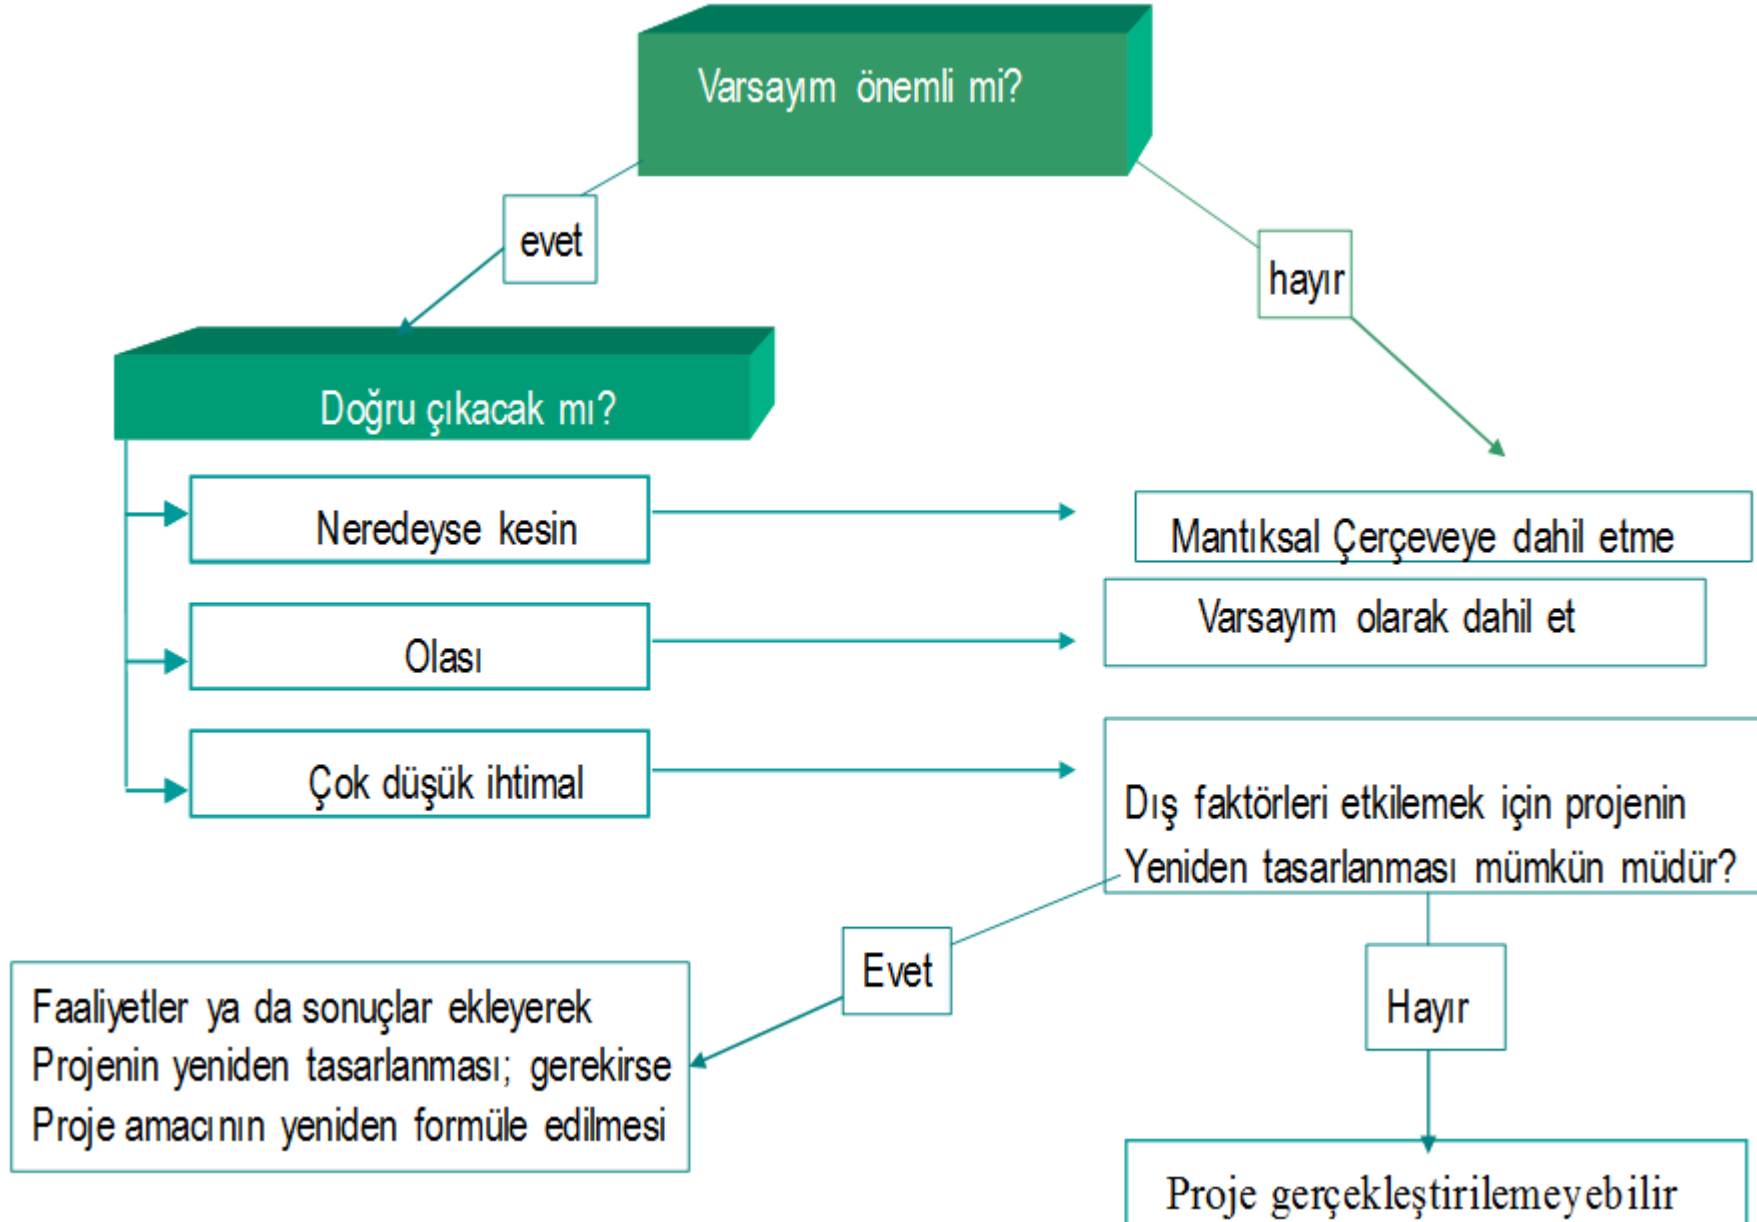 Varsayım önemli mi?
evet
hayır
Doğru çıkacak mı?
Neredeyse kesin
Mantıksal Çerçeveye dahil etme
Olası
Varsayım olarak dahil et
Çok düşük ihtimal
Dış faktörleri etkilemek için projenin
Yeniden tasarlanması mümkün müdür?
Evet
Hayır
Faaliyetler ya da sonuçlar ekleyerek
Projenin yeniden tasarlanması; gerekirse
Proje amacının yeniden formüle edilmesi
Proje gerçekleştirilemeyebilir